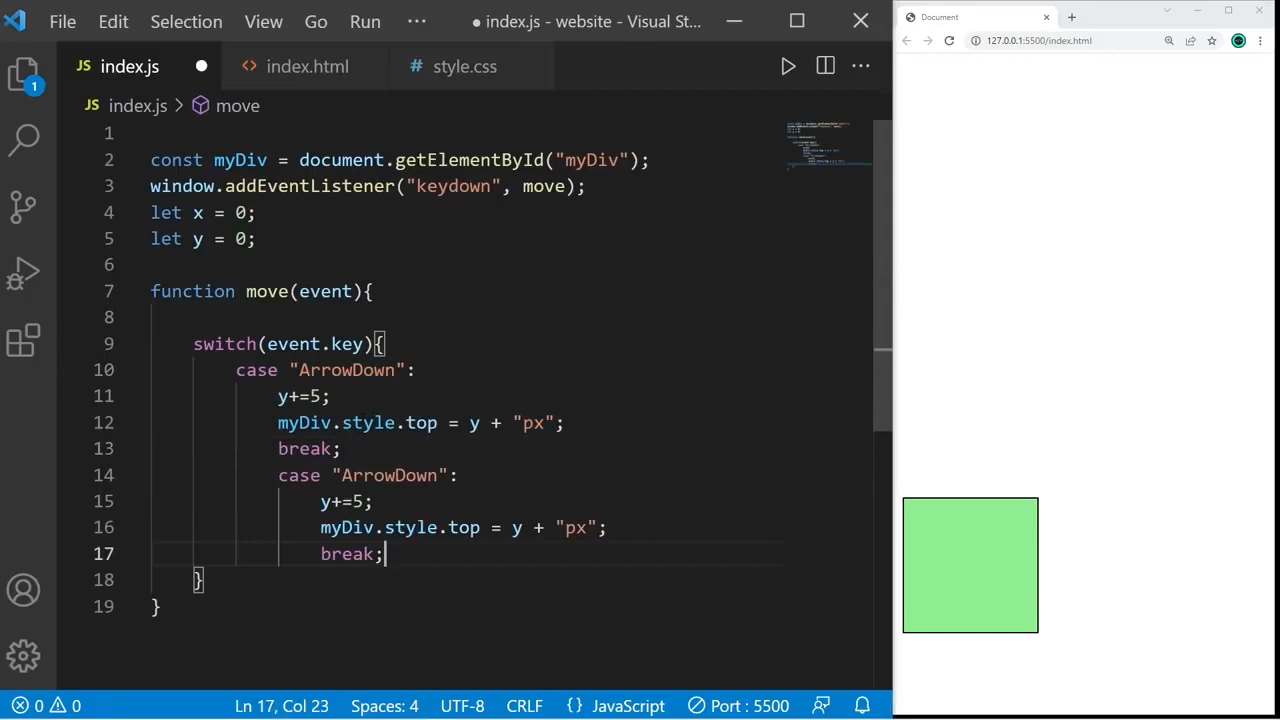 File Edit Selection View Go Run ··· ● index.js - website - Visual St...
JS index.js ● <> index.html # style.css
JS index.js > move
1
2 const myDiv = document.getElementById("myDiv");
3 window.addEventListener("keydown", move);
4 let x = 0;
5 let y = 0;
6
7 function move(event){
8
9 switch(event.key){
10 case "ArrowDown":
11 y+=5;
12 myDiv.style.top = y + "px";
13 break;
14 case "ArrowDown":
15 y+=5;
16 myDiv.style.top = y + "px";
17 break;
18 }
19 }
1
0 0 Ln 17, Col 23 Spaces: 4 UTF-8 CRLF {} JavaScript Port : 5500
Document
127.0.0.1:5500/index.html